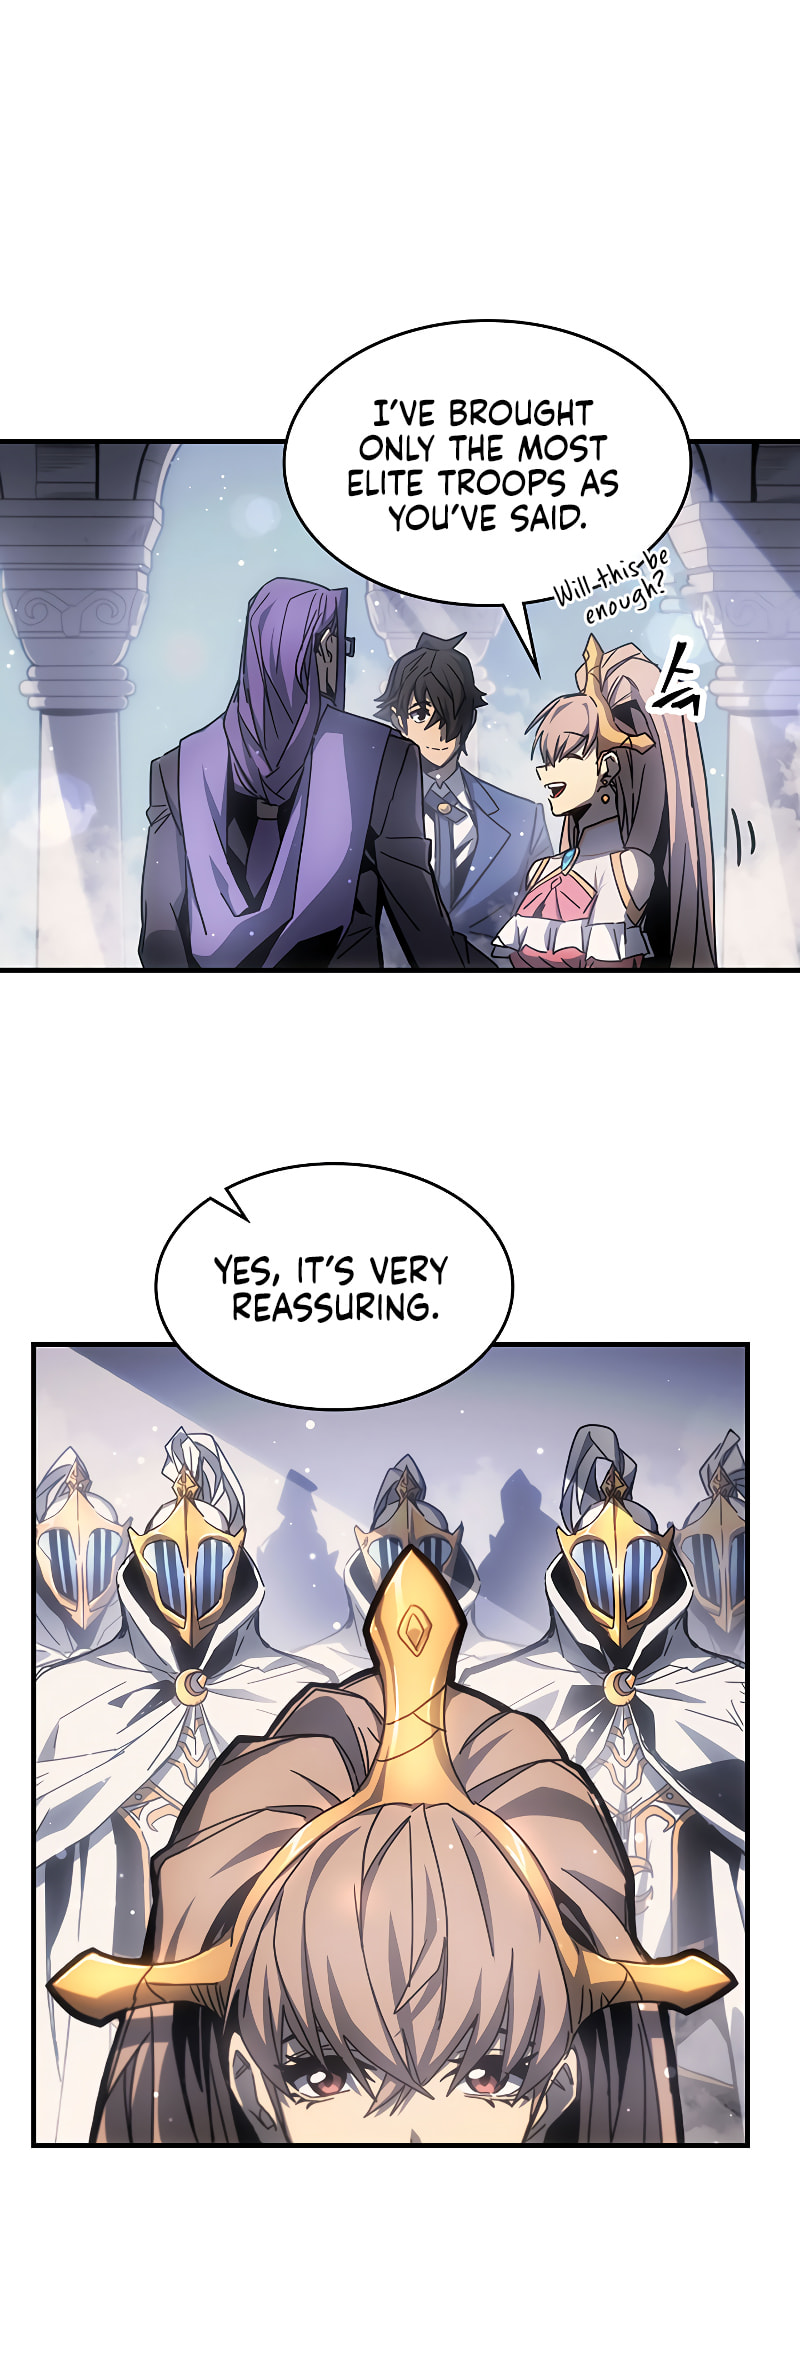 I'VE BROUGHT
ONLY THE MOST
ELITE TROOPS AS
YOU'VE SAID.
Will this be
enough?
YES, IT'S VERY
REASSURING.